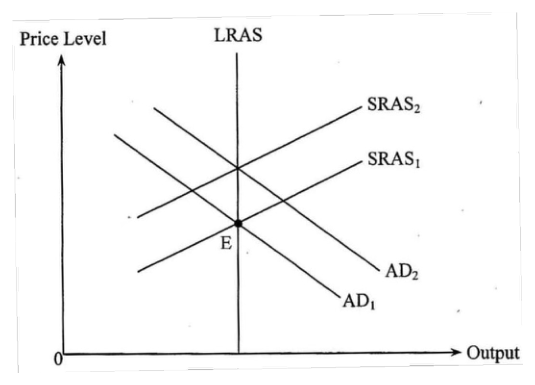 Price Level
LRAS
SRAS₂
SRAS₁
E
AD₂
AD₁
0
Output